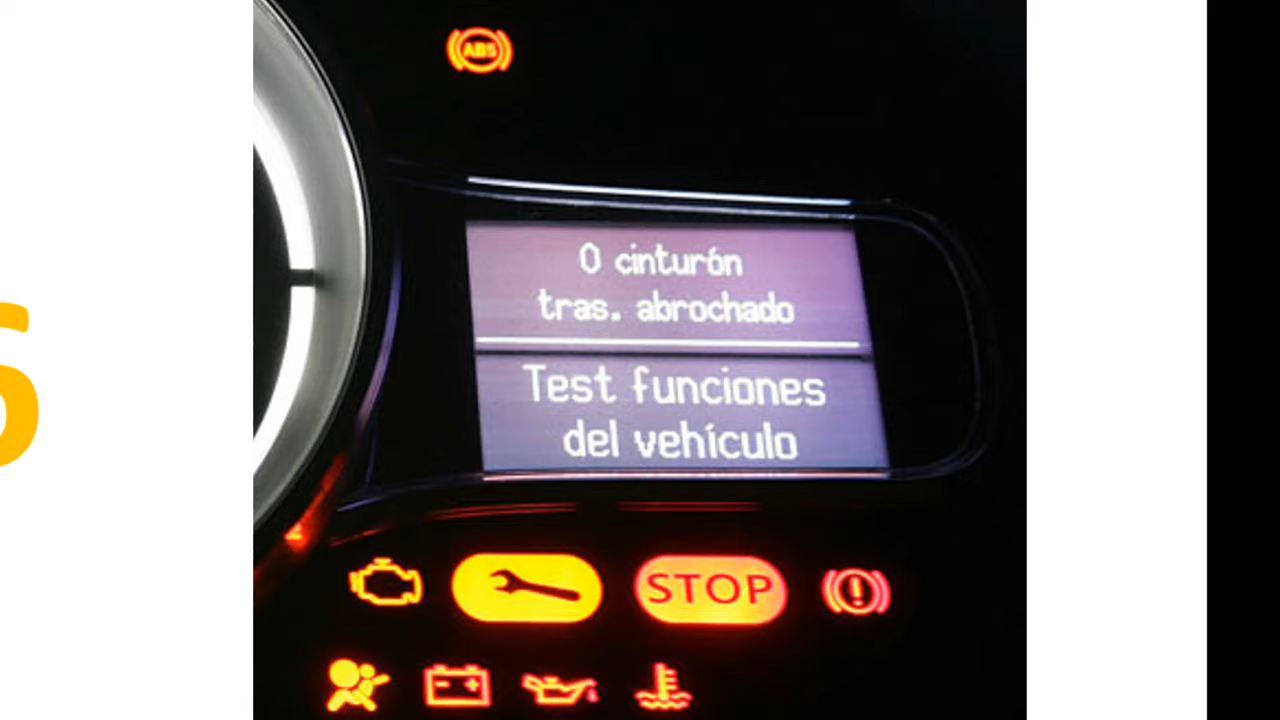 ABS
0 cinturón
tras. abrochado
Test funciones
del vehículo
STOP